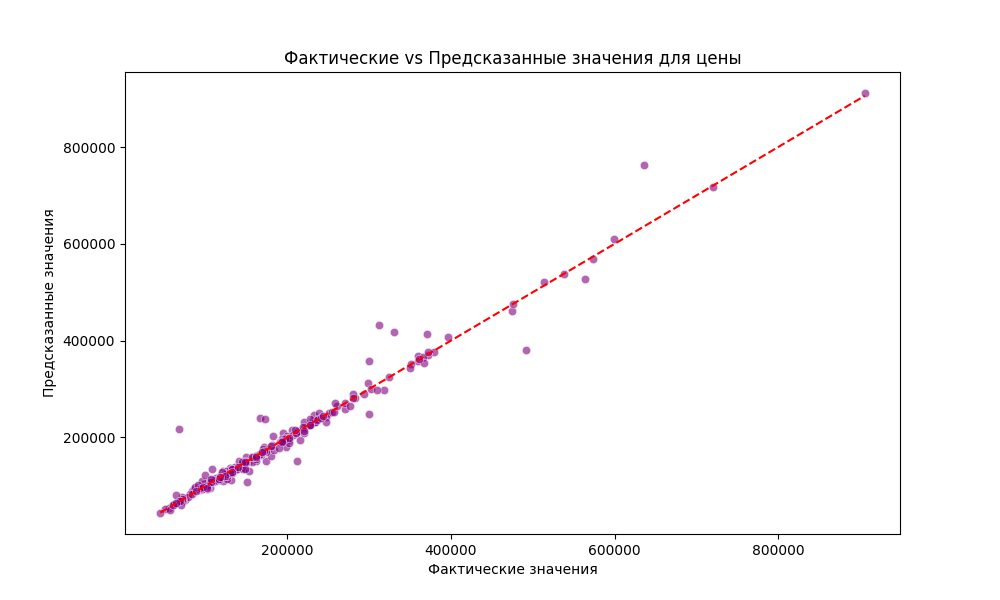 Фактические vs Предсказанные значения для цены
Предсказанные значения
800000
600000
400000
200000
200000 400000 600000 800000
Фактические значения